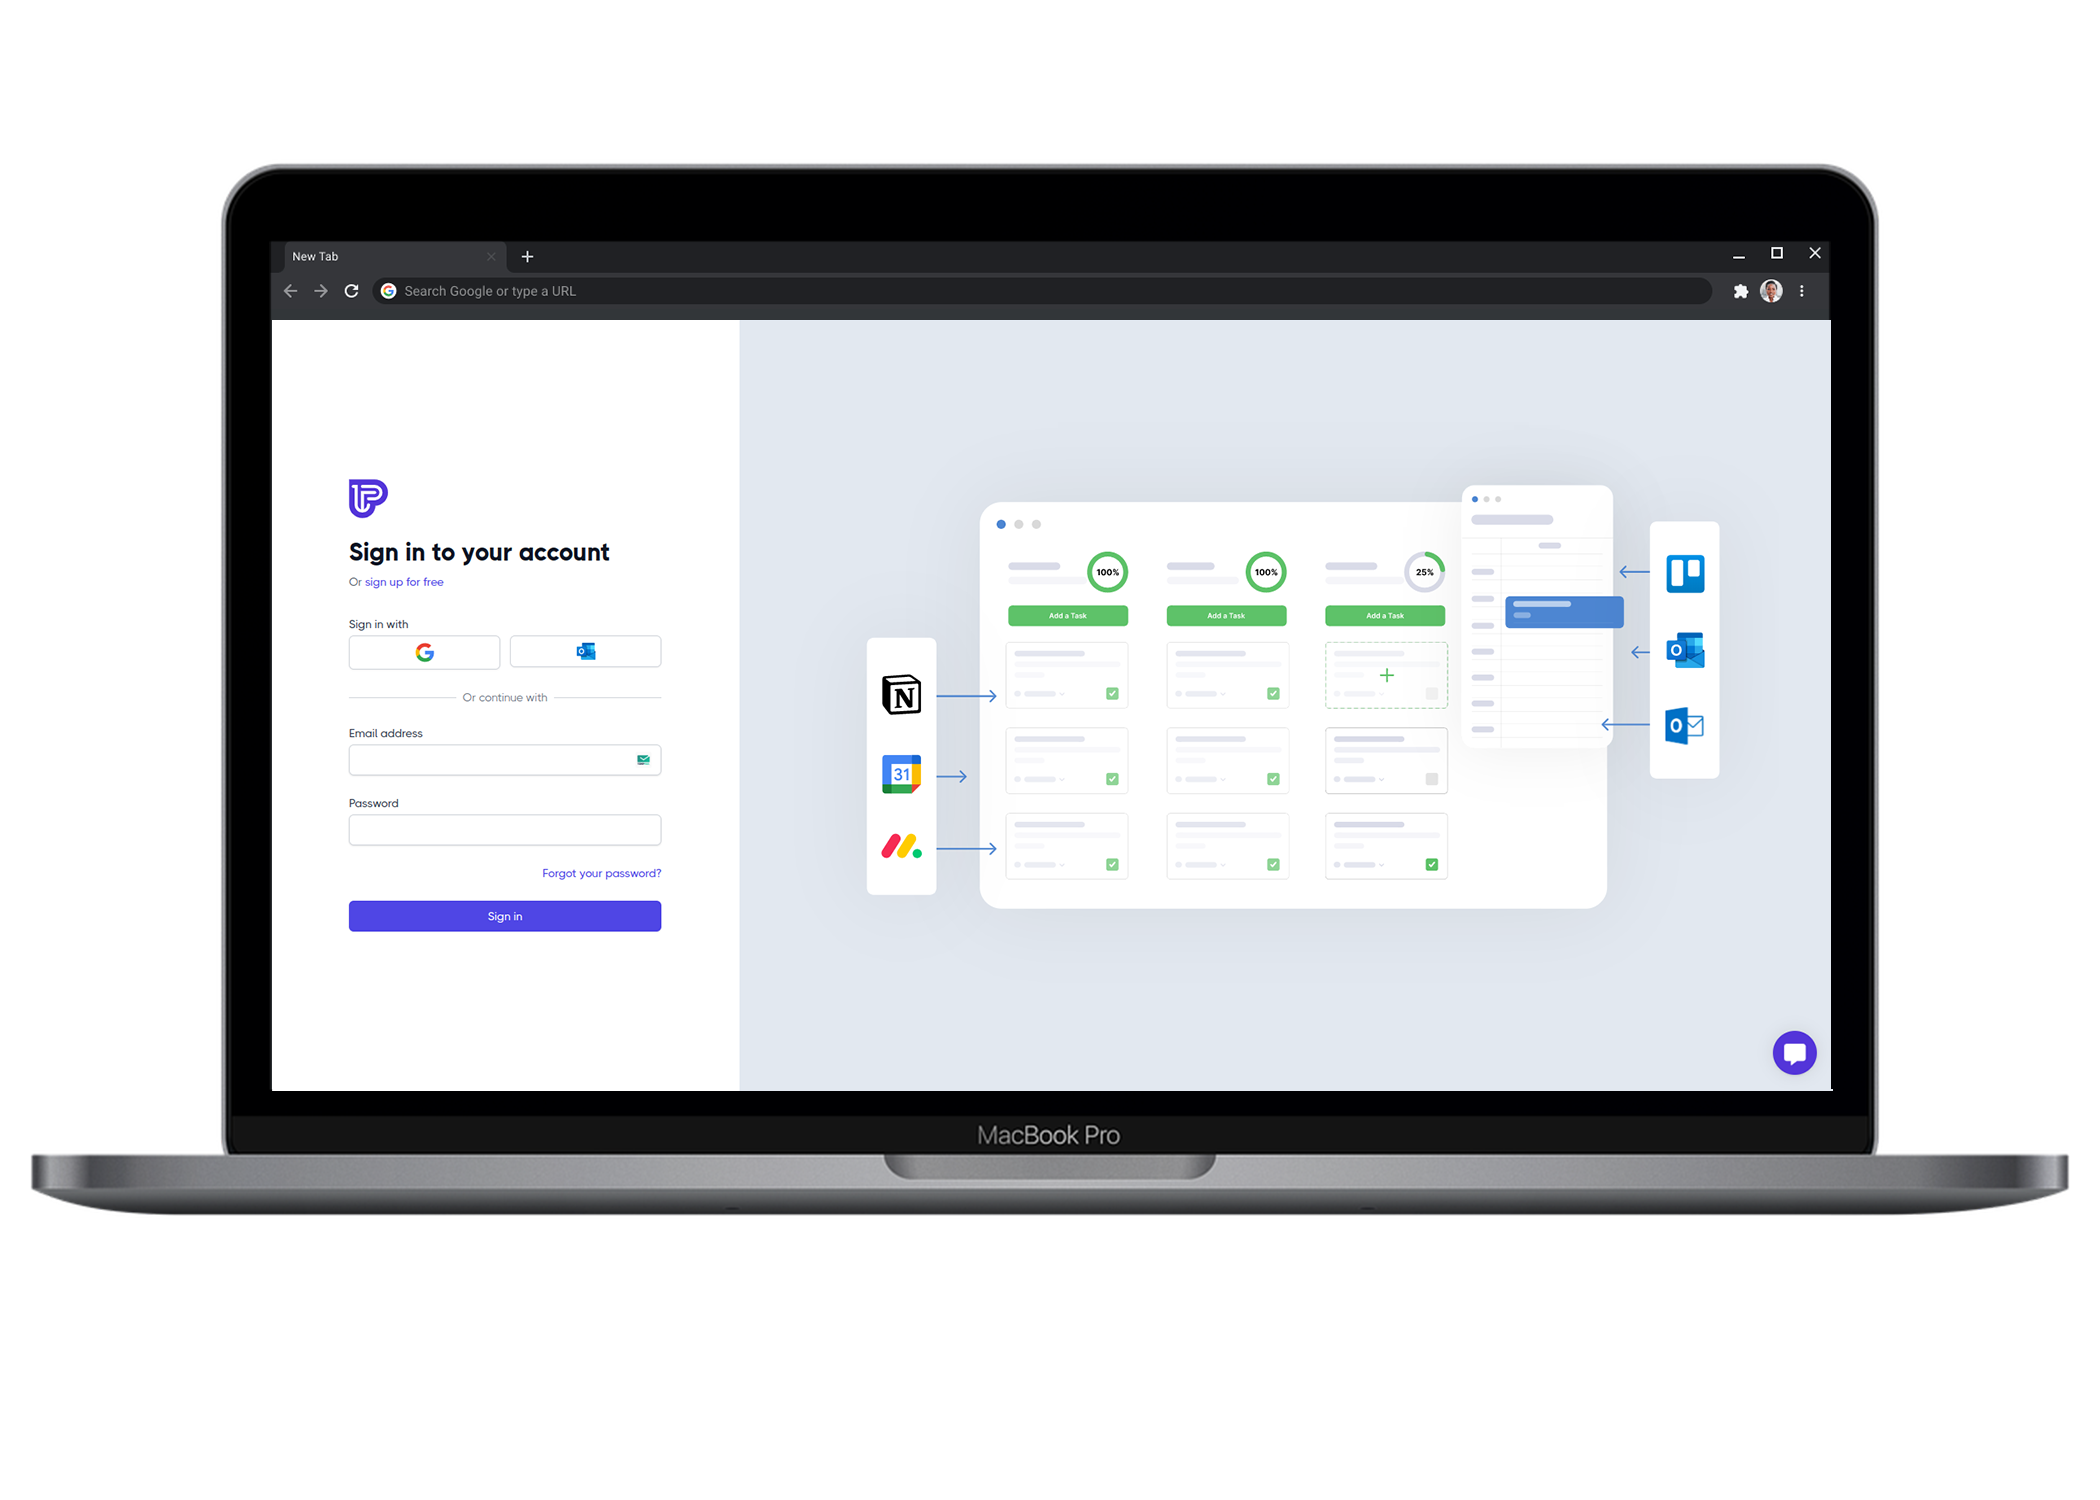 New Tab
Search Google or type a URL
Sign in to your account
Or sign up for free
Sign in with
Or continue with
Email address
Password
Forgot your password?
Sign in
100%
100%
25%
Add a Task
Add a Task
Add a Task
N
31
O
O
MacBook Pro